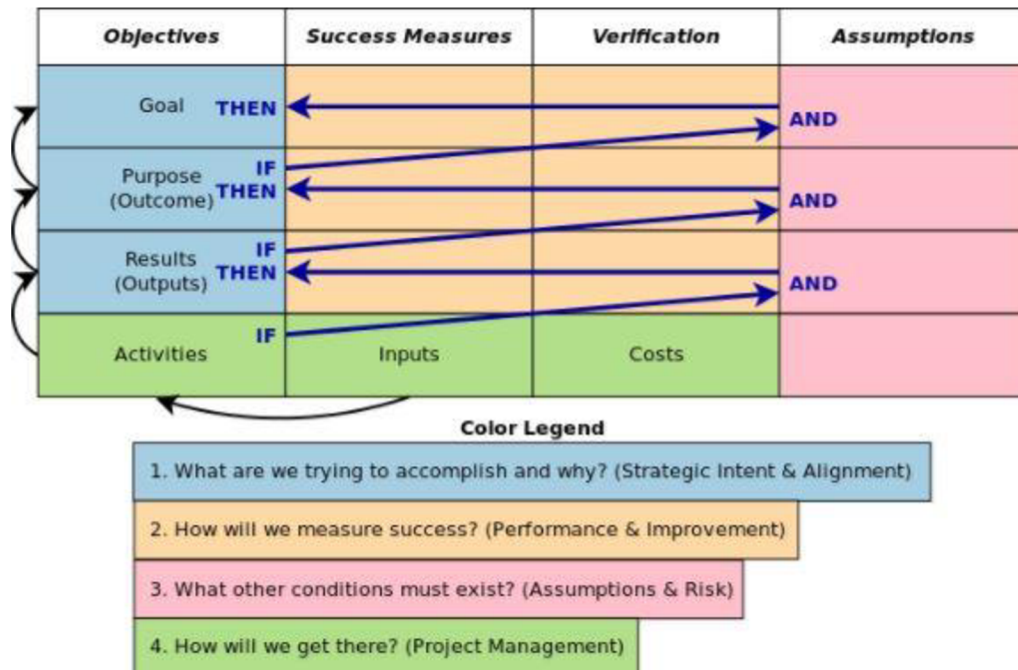 Objectives Success Measures Verification Assumptions
Goal THEN
AND
IF
Purpose
(Outcome) THEN
AND
IF
Results
(Outputs) THEN
AND
IF
Activities Inputs Costs
Color Legend
1. What are we trying to accomplish and why? (Strategic Intent & Alignment)
2. How will we measure success? (Performance & Improvement)
3. What other conditions must exist? (Assumptions & Risk)
4. How will we get there? (Project Management)